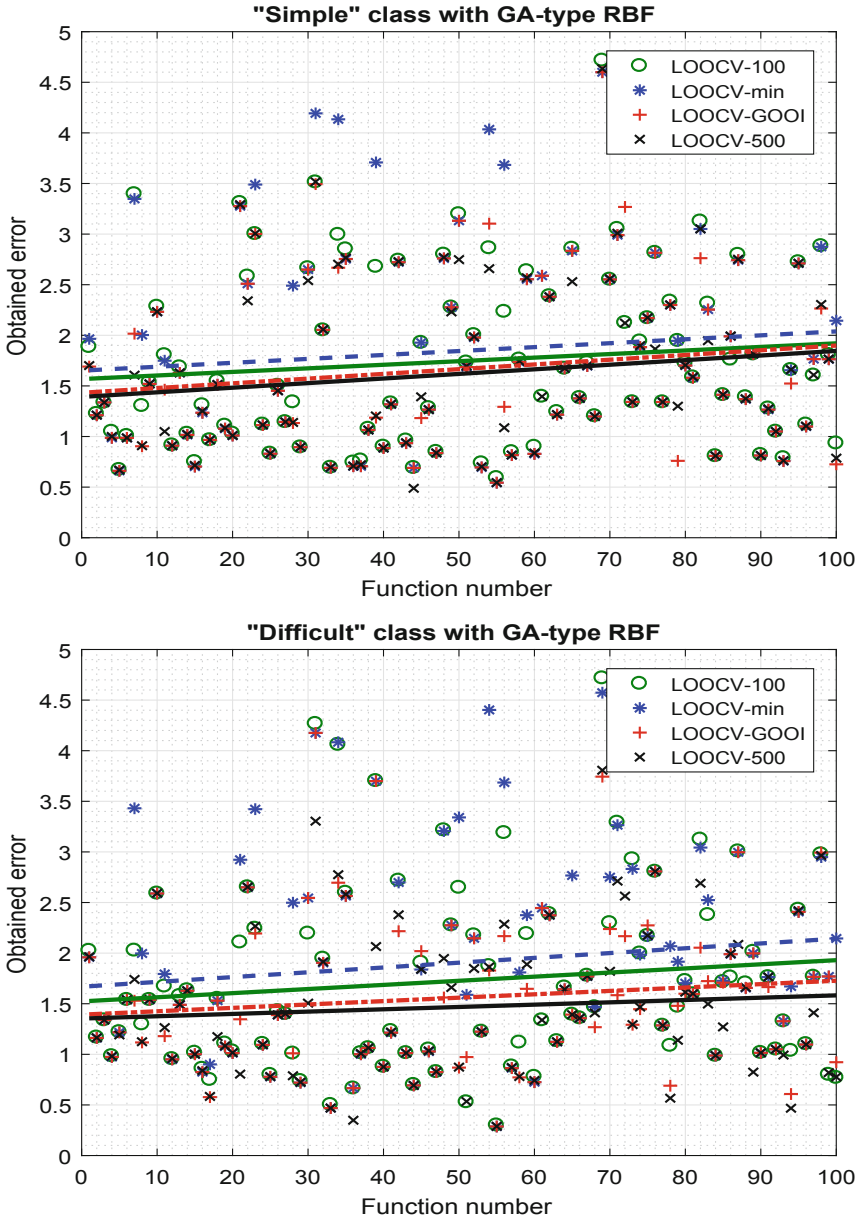 "Simple" class with GA-type RBF
5
4.5
4
3.5
3
2.5
2
1.5
1
0.5
0
Obtained error
LOOCV-100
LOOCV-min
LOOCV-GOOI
LOOCV-500
0 10 20 30 40 50 60 70 80 90 100
Function number
"Difficult" class with GA-type RBF
5
4.5
4
3.5
3
2.5
2
1.5
1
0.5
0
Obtained error
LOOCV-100
LOOCV-min
LOOCV-GOOI
LOOCV-500
0 10 20 30 40 50 60 70 80 90 100
Function number